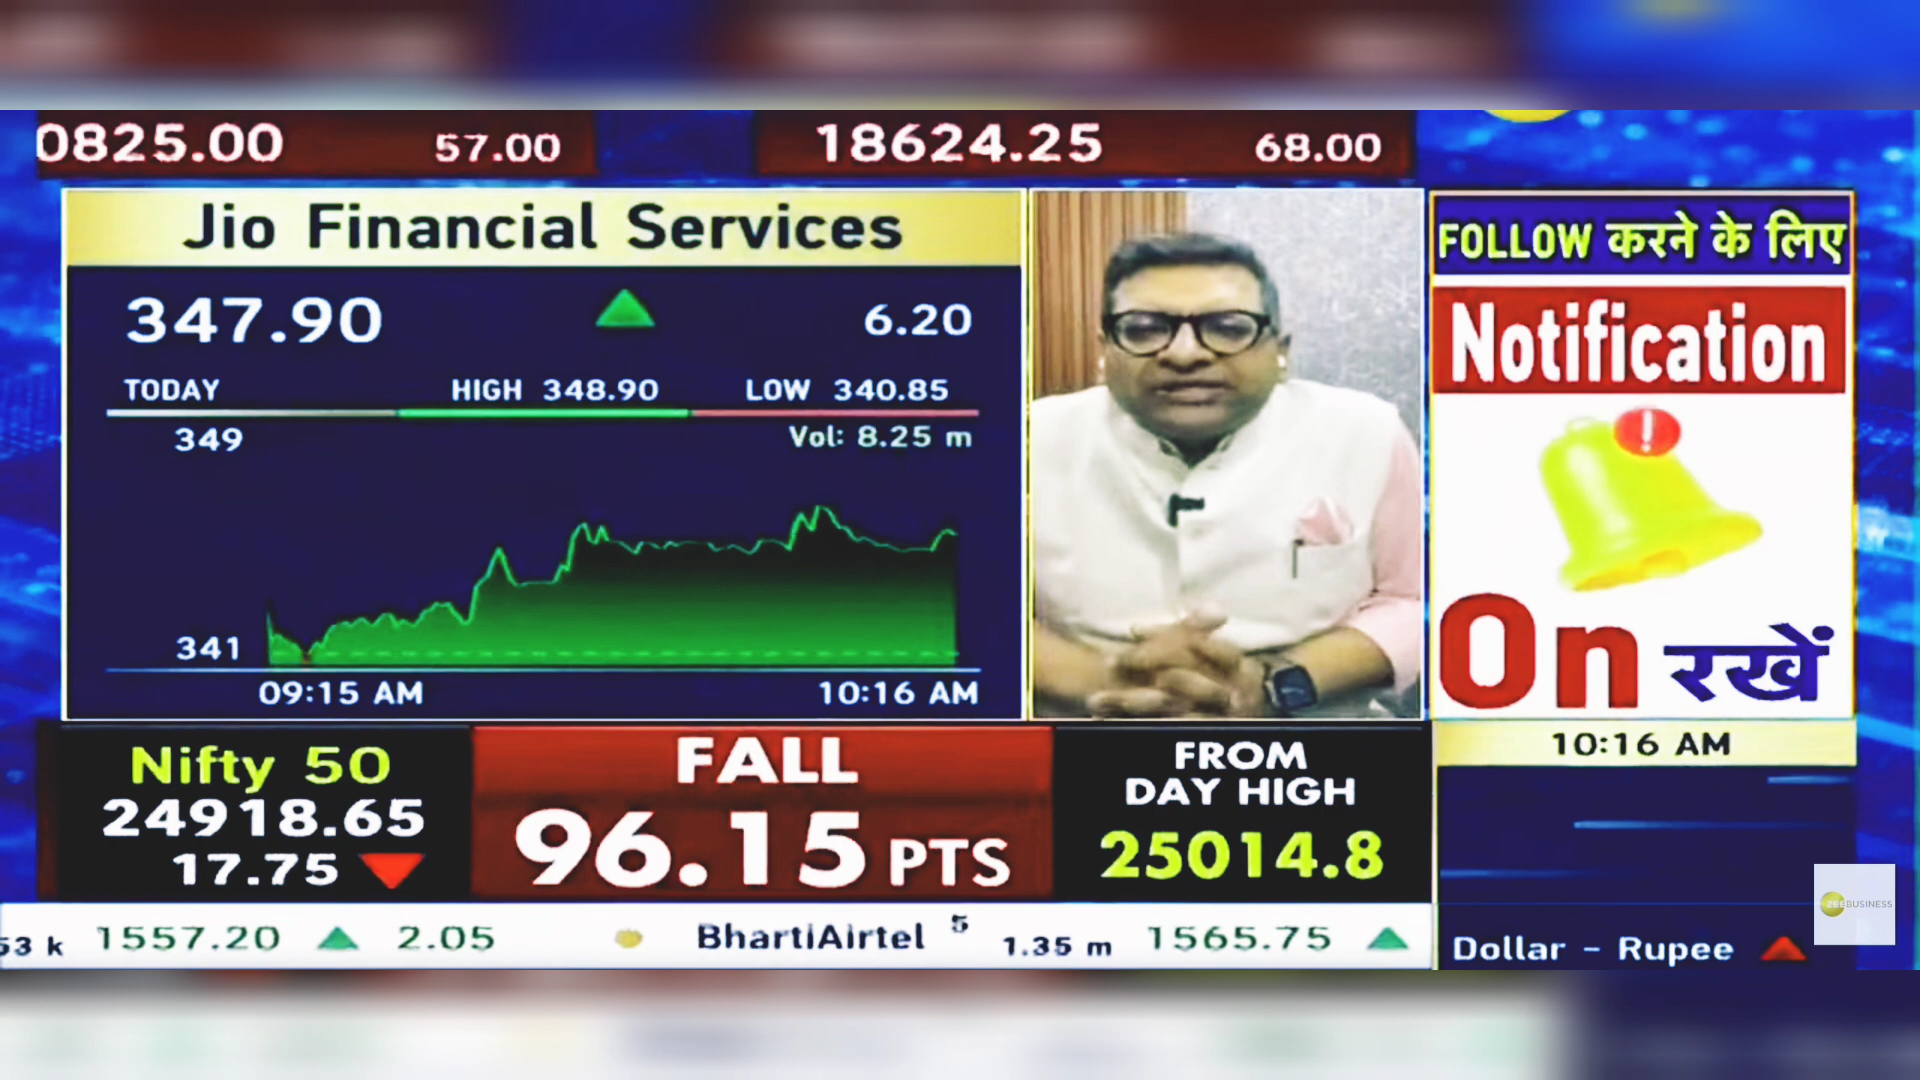 0825.00 57.00 18624.25 68.00
Jio Financial Services
347.90 6.20
TODAY HIGH 348.90 LOW 340.85
349 Vol: 8.25 m
341
09:15 AM 10:16 AM
FOLLOW करने के लिए
Notification
!
On रखें
10:16 AM
Nifty 50
24918.65
17.75
FALL
96.15 PTS
FROM
DAY HIGH
25014.8
53 k 1557.20 2.05 BhartiAirtel 5 1.35 m 1565.75
Dollar - Rupee
ZEEBUSINESS